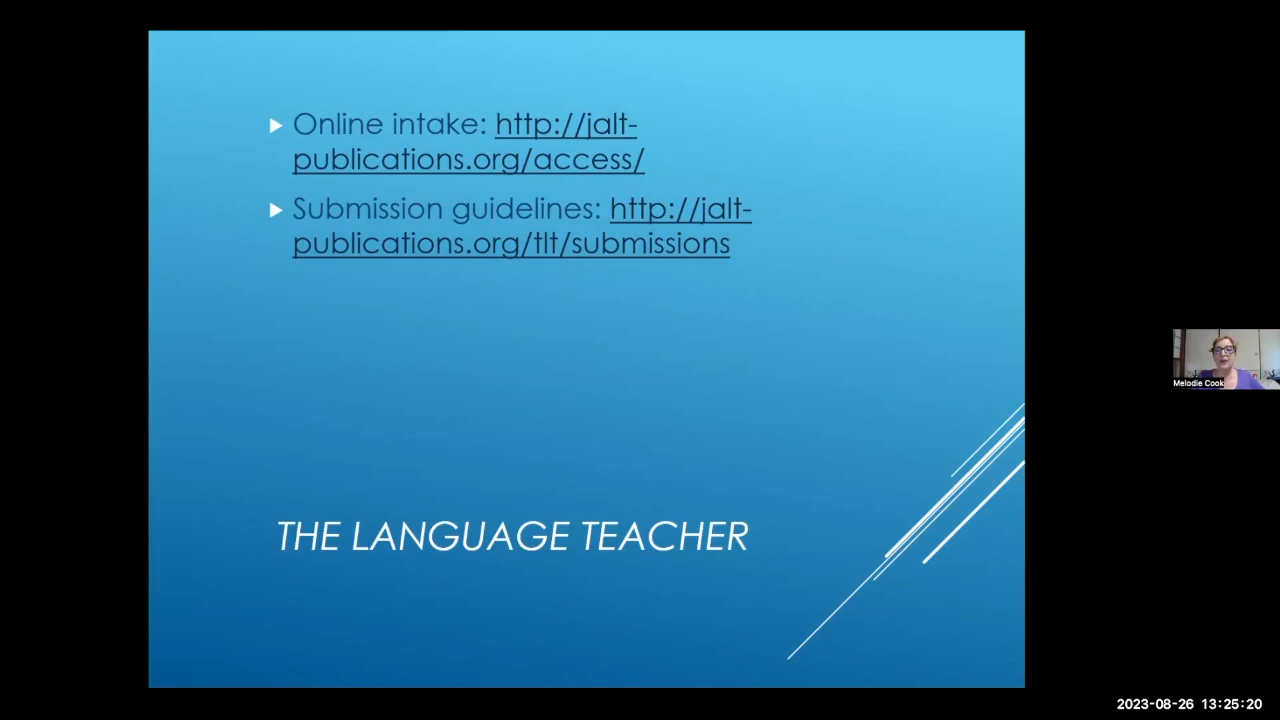 Online intake: http://jalt-
publications.org/access/
Submission guidelines: http://jalt-
publications.org/tlt/submissions
THE LANGUAGE TEACHER
Melodie Cook
2023-08-26 13:25:20